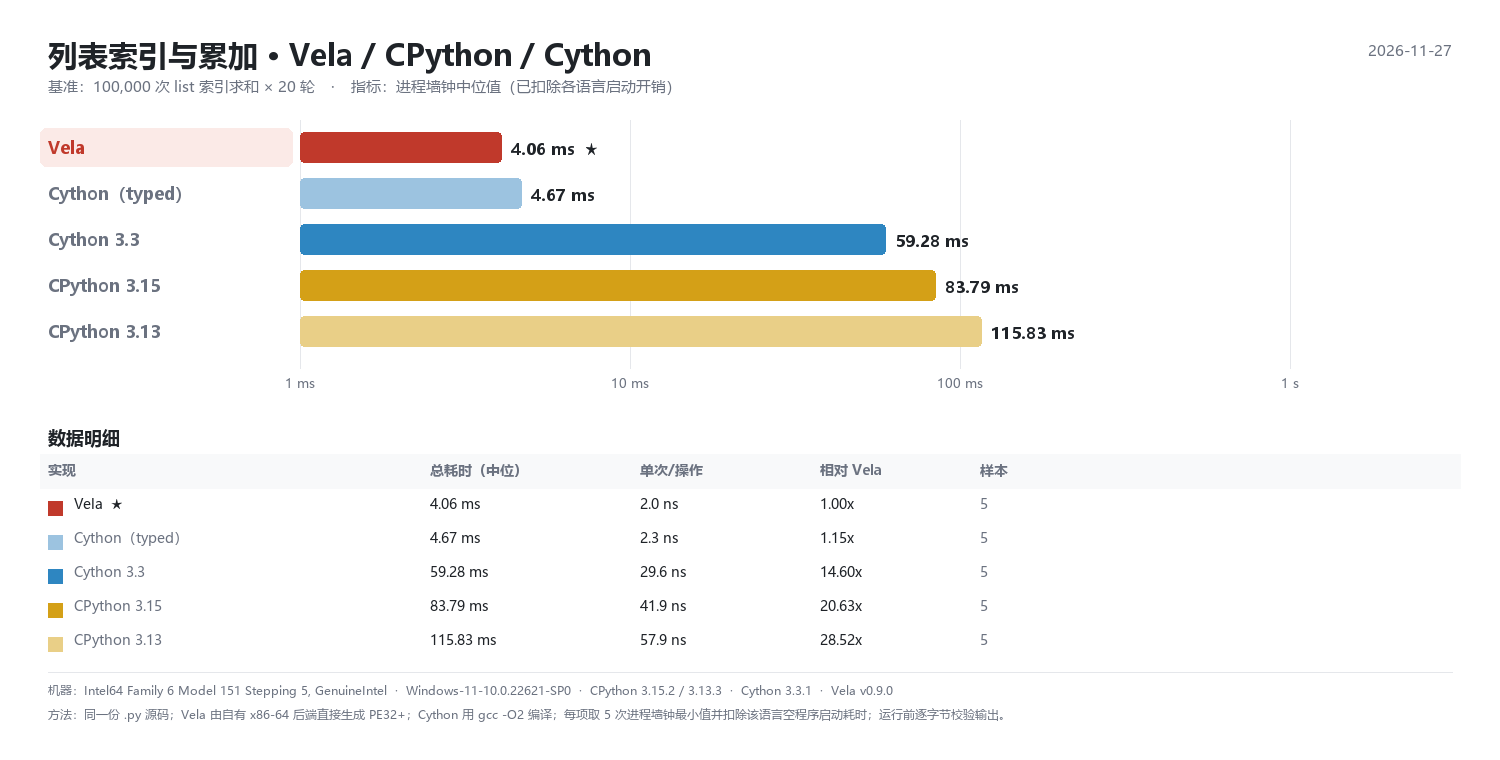 列表索引与累加 • Vela / CPython / Cython
2026-11-27
基准：100,000 次 list 索引求和 × 20 轮 · 指标：进程墙钟中位值（已扣除各语言启动开销）
Vela 4.06 ms ★
Cython（typed） 4.67 ms
Cython 3.3 59.28 ms
CPython 3.15 83.79 ms
CPython 3.13 115.83 ms
1 ms 10 ms 100 ms 1 s
数据明细
实现 总耗时（中位） 单次/操作 相对 Vela 样本
Vela ★ 4.06 ms 2.0 ns 1.00x 5
Cython（typed） 4.67 ms 2.3 ns 1.15x 5
Cython 3.3 59.28 ms 29.6 ns 14.60x 5
CPython 3.15 83.79 ms 41.9 ns 20.63x 5
CPython 3.13 115.83 ms 57.9 ns 28.52x 5
机器：Intel64 Family 6 Model 151 Stepping 5, GenuineIntel · Windows-11-10.0.22621-SP0 · CPython 3.15.2 / 3.13.3 · Cython 3.3.1 · Vela v0.9.0
方法：同一份 .py 源码；Vela 由自有 x86-64 后端直接生成 PE32+；Cython 用 gcc -O2 编译；每项取 5 次进程墙钟最小值并扣除该语言空程序启动耗时；运行前逐字节校验输出。